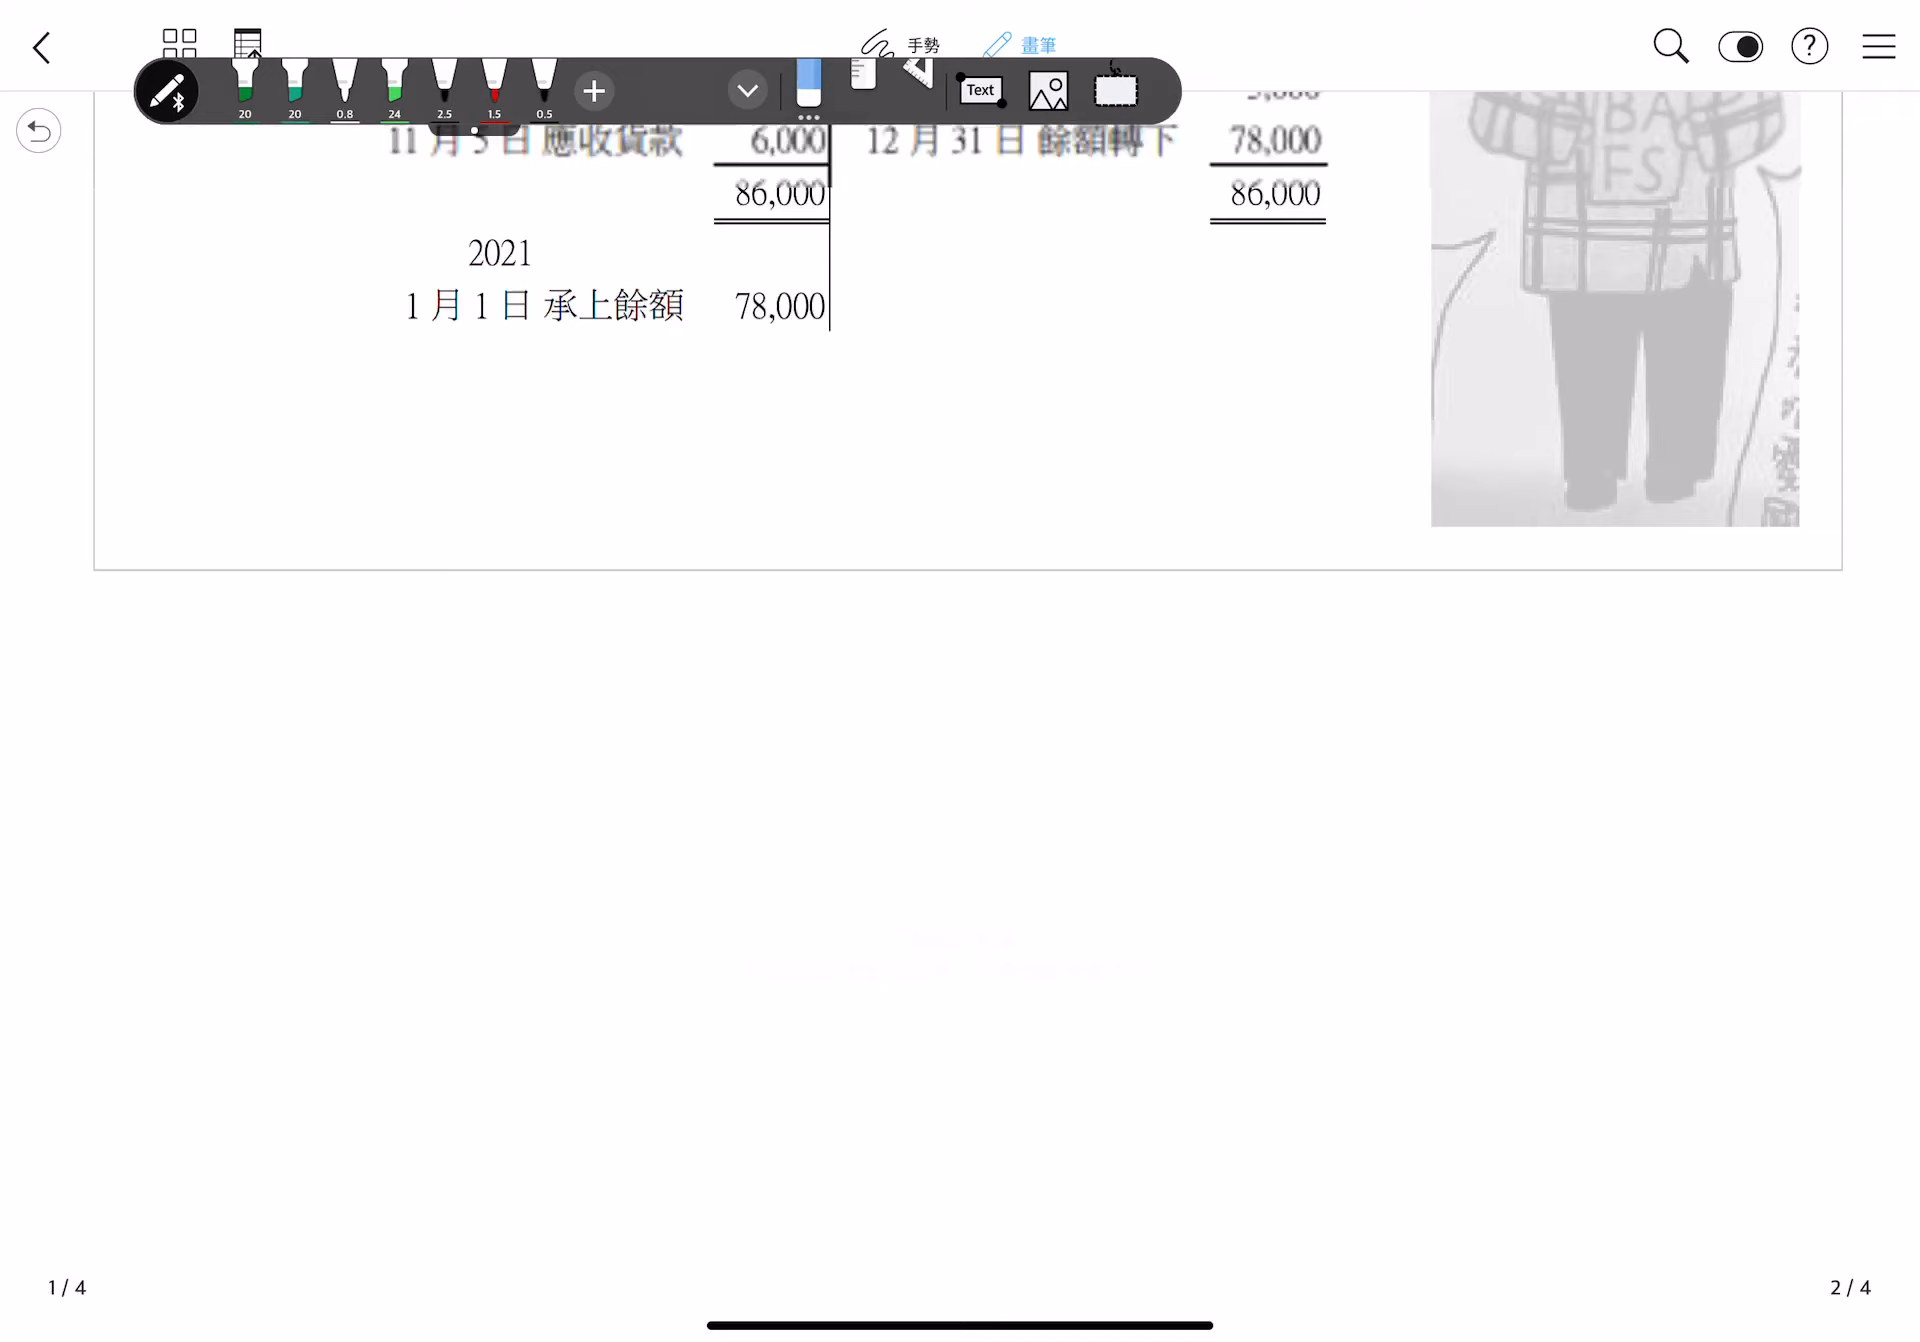 手勢 畫筆
20 20 0.8 24 2.5 1.5 0.5 Text
11 月 5 日 應收貨款 6,000 12 月 31 日 餘額轉下 78,000
86,000 86,000
2021
1 月 1 日 承上餘額 78,000
BA
FS
1 / 4 2 / 4